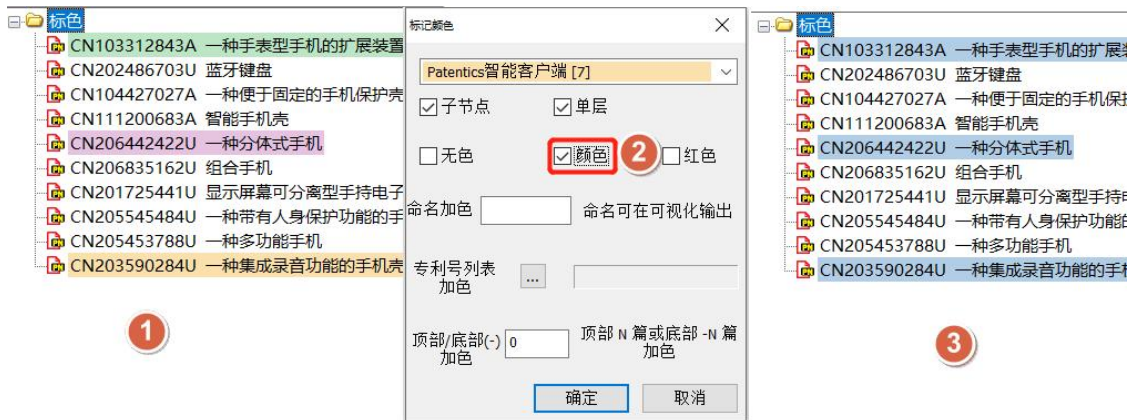 标色
CN103312843A 一种手表型手机的扩展装置
CN202486703U 蓝牙键盘
CN104427027A 一种便于固定的手机保护壳
CN111200683A 智能手机壳
CN206442422U 一种分体式手机
CN206835162U 组合手机
CN201725441U 显示屏幕可分离型手持电子
CN205545484U 一种带有人身保护功能的手
CN205453788U 一种多功能手机
CN203590284U 一种集成录音功能的手机壳
1
标记颜色
Patentics智能客户端 [7]
子节点 单层
无色 颜色 2 红色
命名加色 命名可在可视化输出
专利号列表
加色
...
顶部/底部(-)
加色
0
顶部 N 篇或底部 -N 篇
加色
确定 取消
标色
CN103312843A 一种手表型手机的扩展
CN202486703U 蓝牙键盘
CN104427027A 一种便于固定的手机保
CN111200683A 智能手机壳
CN206442422U 一种分体式手机
CN206835162U 组合手机
CN201725441U 显示屏幕可分离型手持
CN205545484U 一种带有人身保护功能
CN205453788U 一种多功能手机
CN203590284U 一种集成录音功能的手
3